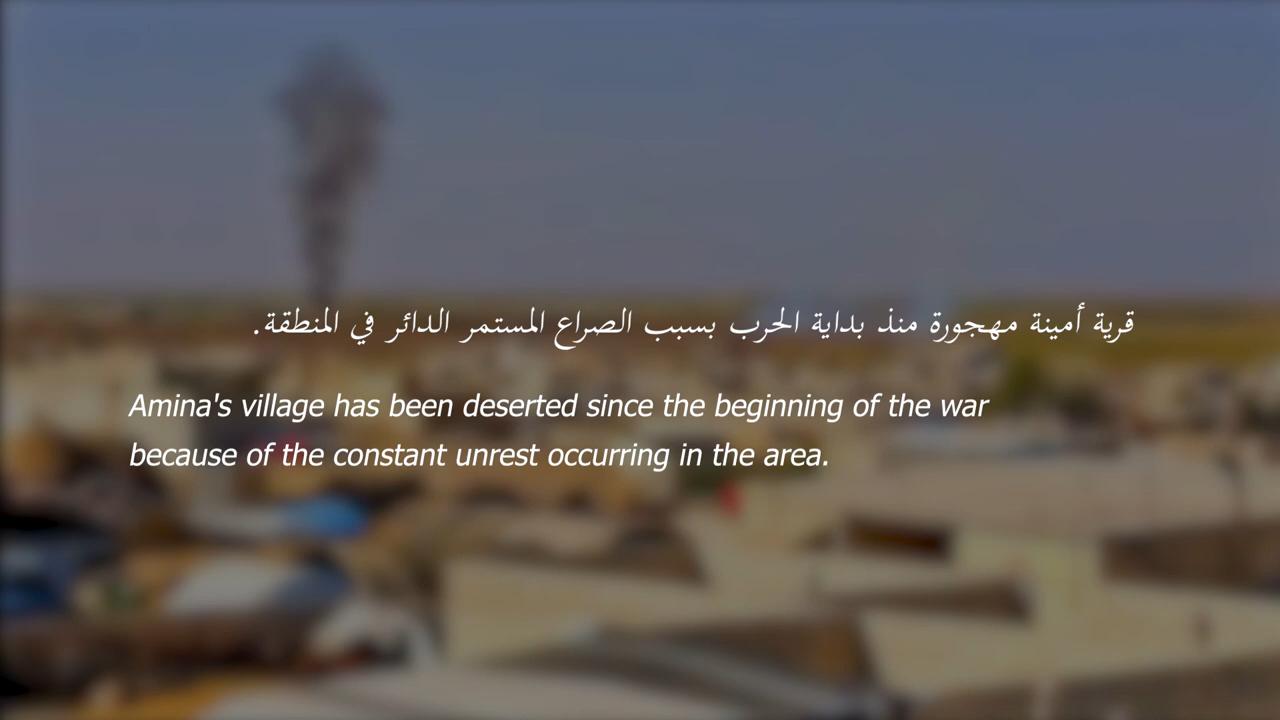 قرية أمينة مهجورة منذ بداية الحرب بسبب الصراع المستمر الدائر في المنطقة.
Amina's village has been deserted since the beginning of the war
because of the constant unrest occurring in the area.